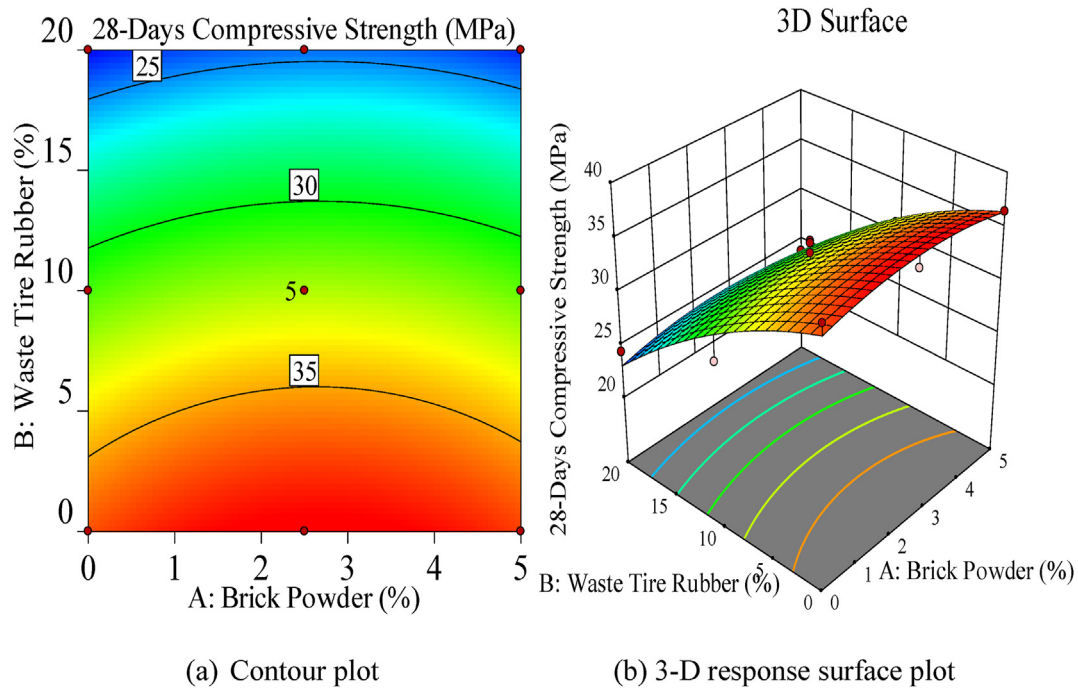 28-Days Compressive Strength (MPa)
20
15
10
5
0
B: Waste Tire Rubber (%)
25
30
5
35
0 1 2 3 4 5
A: Brick Powder (%)
(a) Contour plot
3D Surface
28-Days Compressive Strength (MPa)
40
35
30
25
20
20
15
10
5
0
B: Waste Tire Rubber (%)
0
1
2
3
4
5
A: Brick Powder (%)
(b) 3-D response surface plot